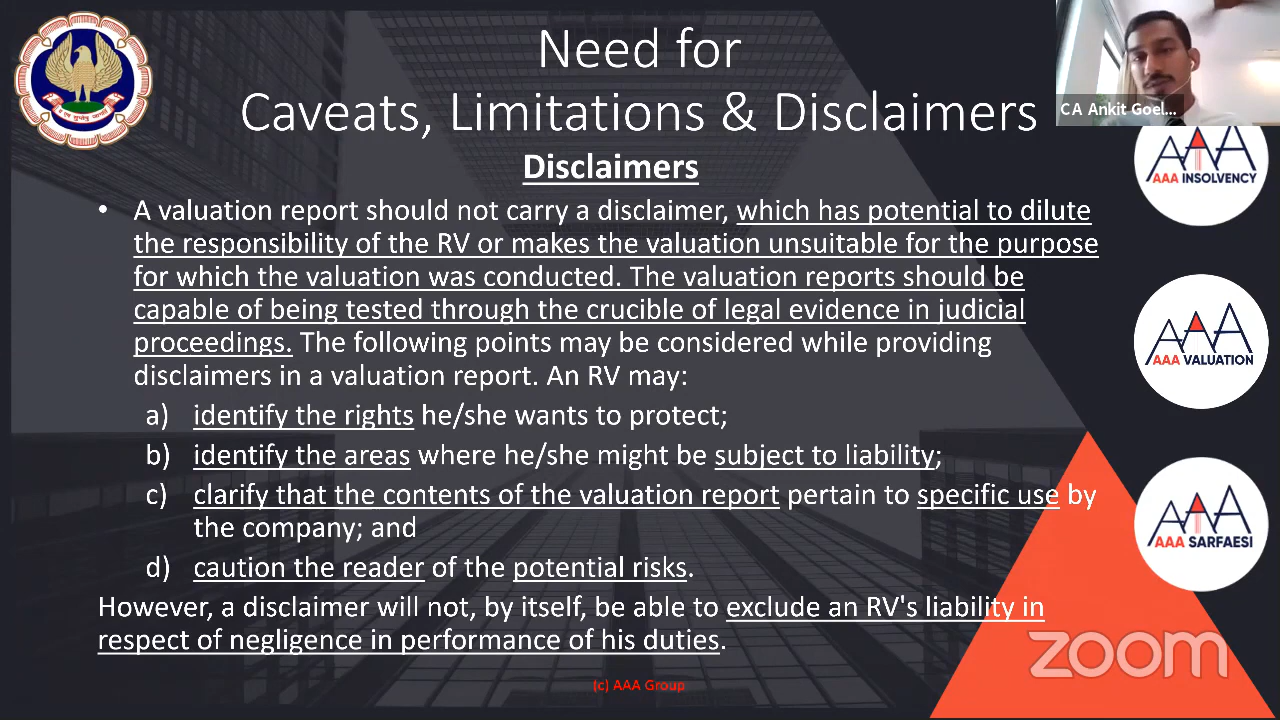 Need for
Caveats, Limitations & Disclaimers
CA Ankit Goel...
Disclaimers
• A valuation report should not carry a disclaimer, which has potential to dilute
the responsibility of the RV or makes the valuation unsuitable for the purpose
for which the valuation was conducted. The valuation reports should be
capable of being tested through the crucible of legal evidence in judicial
proceedings. The following points may be considered while providing
disclaimers in a valuation report. An RV may:
a) identify the rights he/she wants to protect;
b) identify the areas where he/she might be subject to liability;
c) clarify that the contents of the valuation report pertain to specific use by
the company; and
d) caution the reader of the potential risks.
However, a disclaimer will not, by itself, be able to exclude an RV's liability in
respect of negligence in performance of his duties.
(c) AAA Group
AAA
AAA INSOLVENCY
AAA
AAA VALUATION
AAA
AAA SARFAESI
zoom